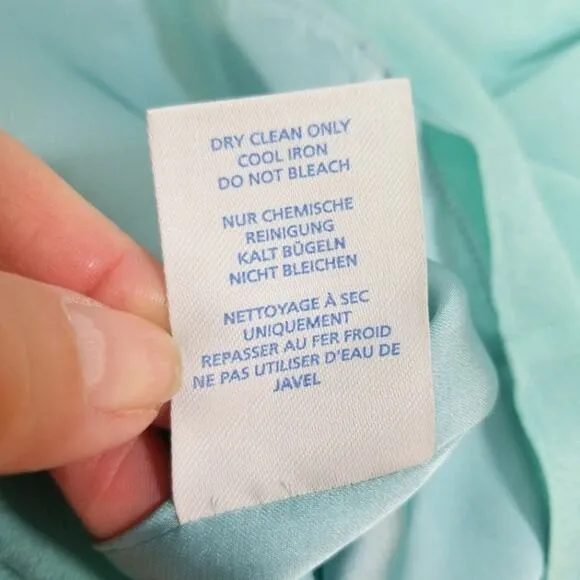 DRY CLEAN ONLY
COOL IRON
DO NOT BLEACH
NUR CHEMISCHE
REINIGUNG
KALT BÜGELN
NICHT BLEICHEN
NETTOYAGE À SEC
UNIQUEMENT
REPASSER AU FER FROID
NE PAS UTILISER D'EAU DE
JAVEL